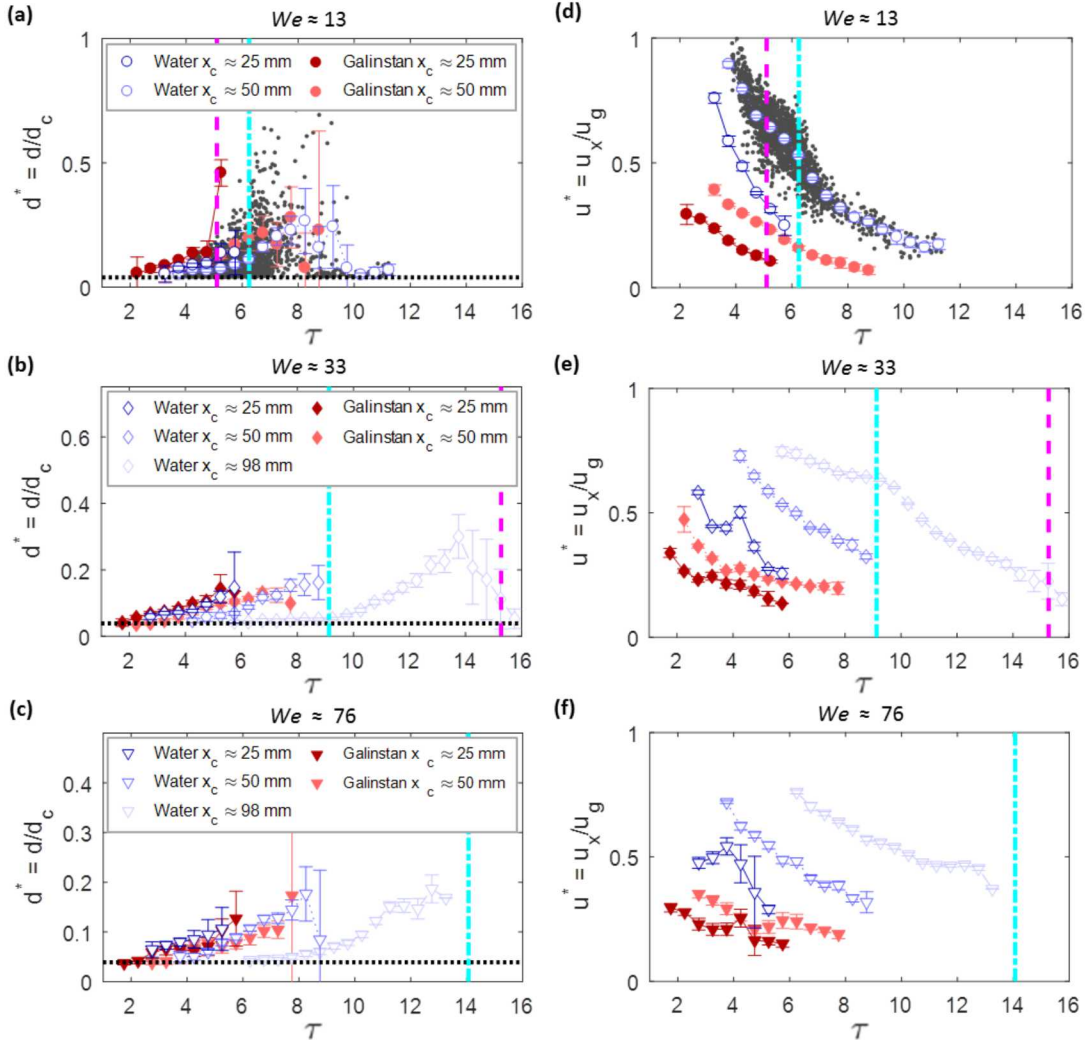 (a)
We ≈ 13
d* = d/d_c
1
0.5
0
Water x_c ≈ 25 mm
Water x_c ≈ 50 mm
Galinstan x_c ≈ 25 mm
Galinstan x_c ≈ 50 mm
2 4 6 8 10 12 14 16
τ
(d)
We ≈ 13
u* = u_x/u_g
1
0.5
0
2 4 6 8 10 12 14 16
τ
(b)
We ≈ 33
d* = d/d_c
0.6
0.4
0.2
0
Water x_c ≈ 25 mm
Water x_c ≈ 50 mm
Water x_c ≈ 98 mm
Galinstan x_c ≈ 25 mm
Galinstan x_c ≈ 50 mm
2 4 6 8 10 12 14 16
τ
(e)
We ≈ 33
u* = u_x/u_g
1
0.5
0
2 4 6 8 10 12 14 16
τ
(c)
We ≈ 76
d* = d/d_c
0.4
0.3
0.2
0.1
0
Water x_c ≈ 25 mm
Water x_c ≈ 50 mm
Water x_c ≈ 98 mm
Galinstan x_c ≈ 25 mm
Galinstan x_c ≈ 50 mm
2 4 6 8 10 12 14 16
τ
(f)
We ≈ 76
u* = u_x/u_g
1
0.5
0
2 4 6 8 10 12 14 16
τ